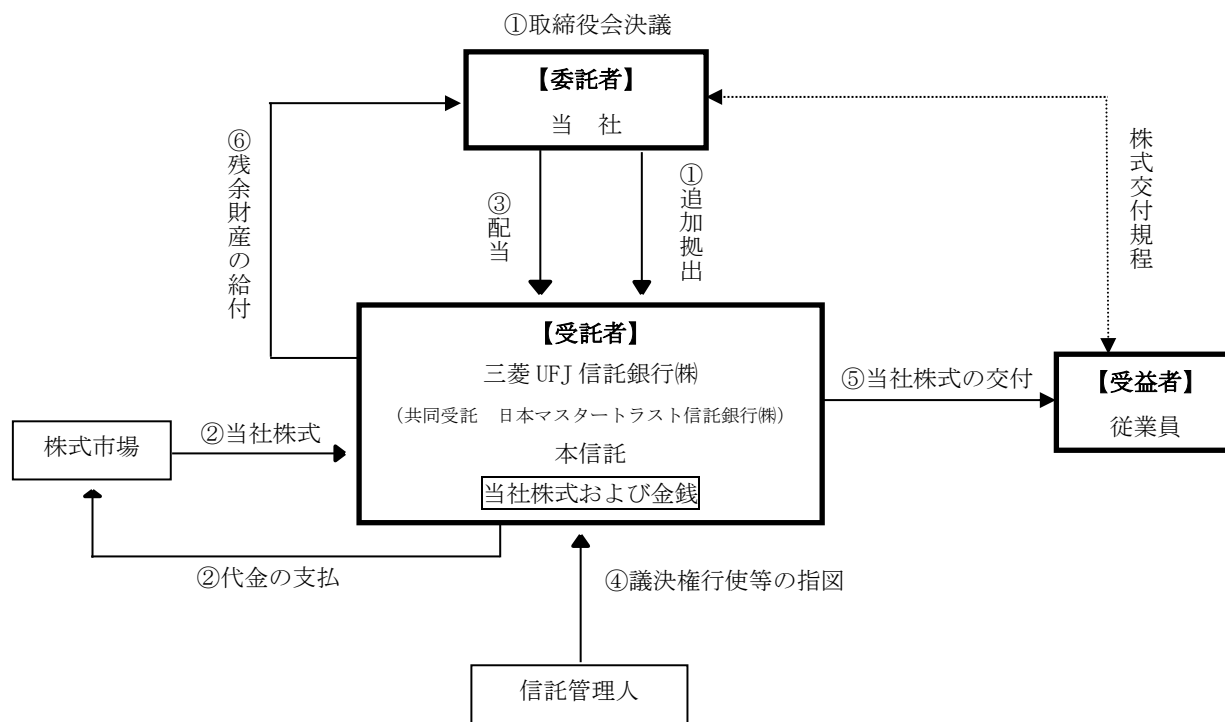 ①取締役会決議
【委託者】
当　社
⑥残余財産の給付
③配当
①追加拠出
株式交付規程
【受託者】
三菱 UFJ 信託銀行㈱
（共同受託　日本マスタートラスト信託銀行㈱）
本信託
当社株式および金銭
⑤当社株式の交付
【受益者】
従業員
株式市場
②当社株式
②代金の支払
④議決権行使等の指図
信託管理人